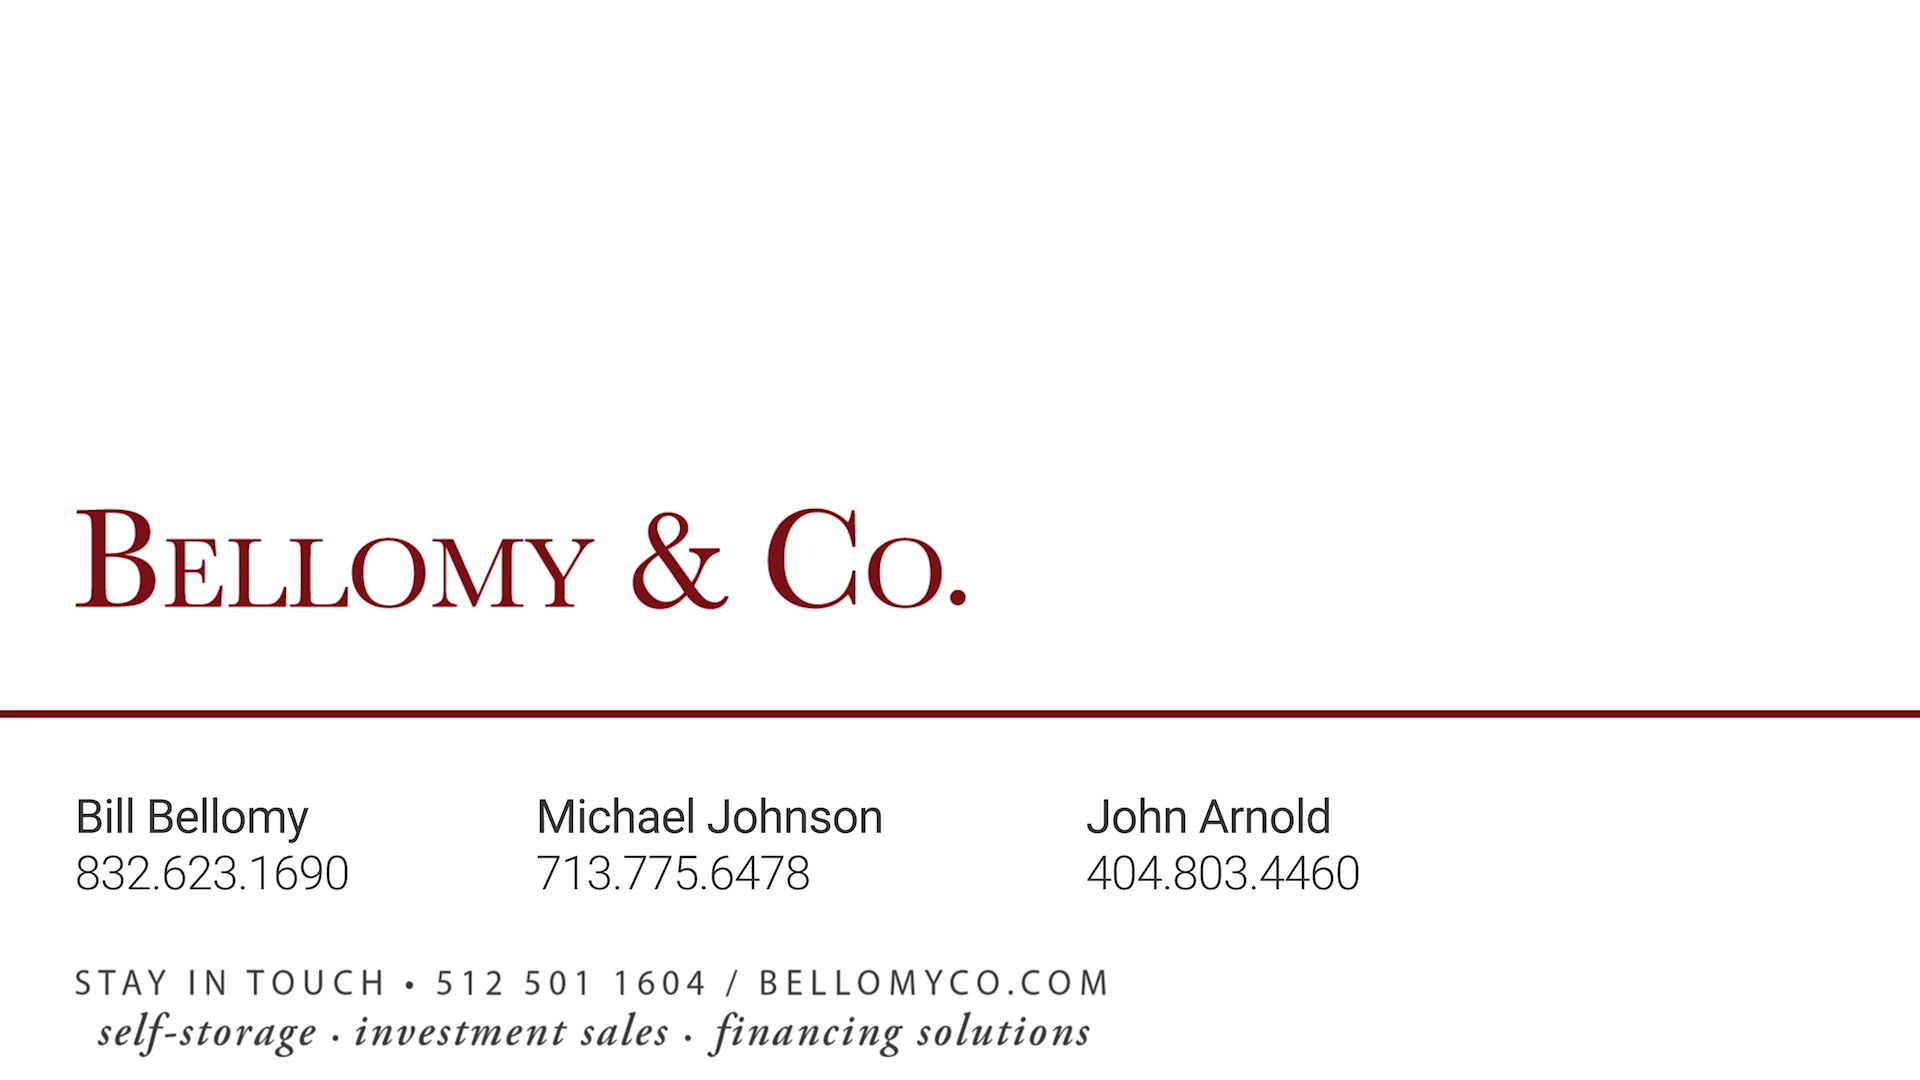 BELLOMY & CO.
Bill Bellomy Michael Johnson John Arnold
832.623.1690 713.775.6478 404.803.4460
STAY IN TOUCH • 512 501 1604 / BELLOMYCO.COM
self-storage · investment sales · financing solutions